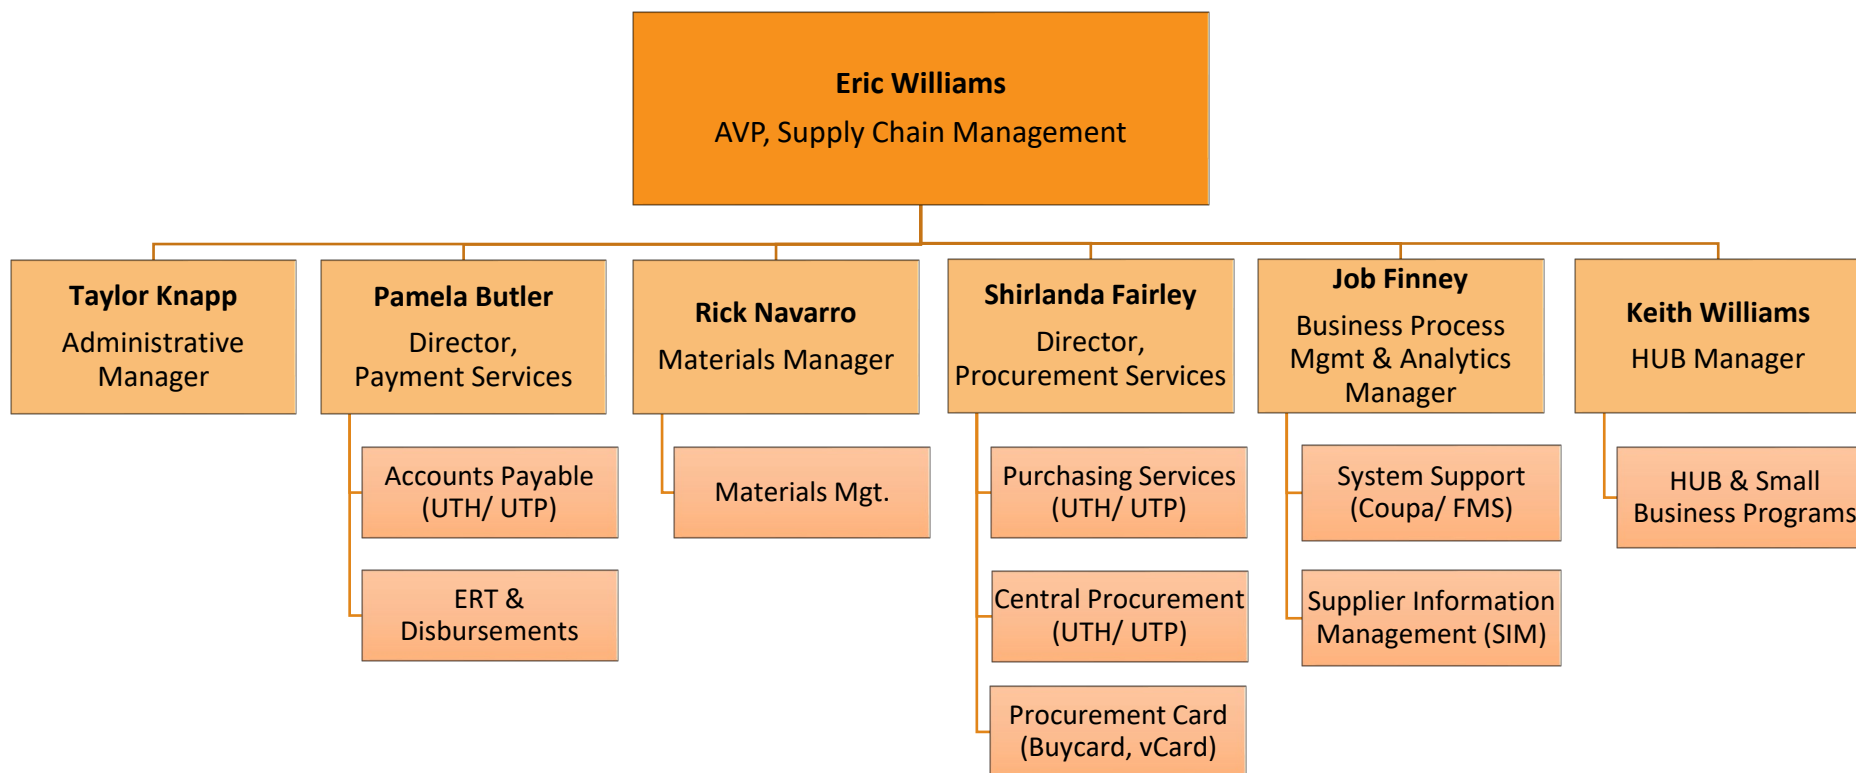 Eric Williams
AVP, Supply Chain Management
Taylor Knapp
Administrative
Manager
Pamela Butler
Director,
Payment Services
Rick Navarro
Materials Manager
Shirlanda Fairley
Director,
Procurement Services
Job Finney
Business Process
Mgmt & Analytics
Manager
Keith Williams
HUB Manager
Accounts Payable
(UTH/ UTP)
ERT &
Disbursements
Materials Mgt.
Purchasing Services
(UTH/ UTP)
Central Procurement
(UTH/ UTP)
Procurement Card
(Buycard, vCard)
System Support
(Coupa/ FMS)
Supplier Information
Management (SIM)
HUB & Small
Business Programs